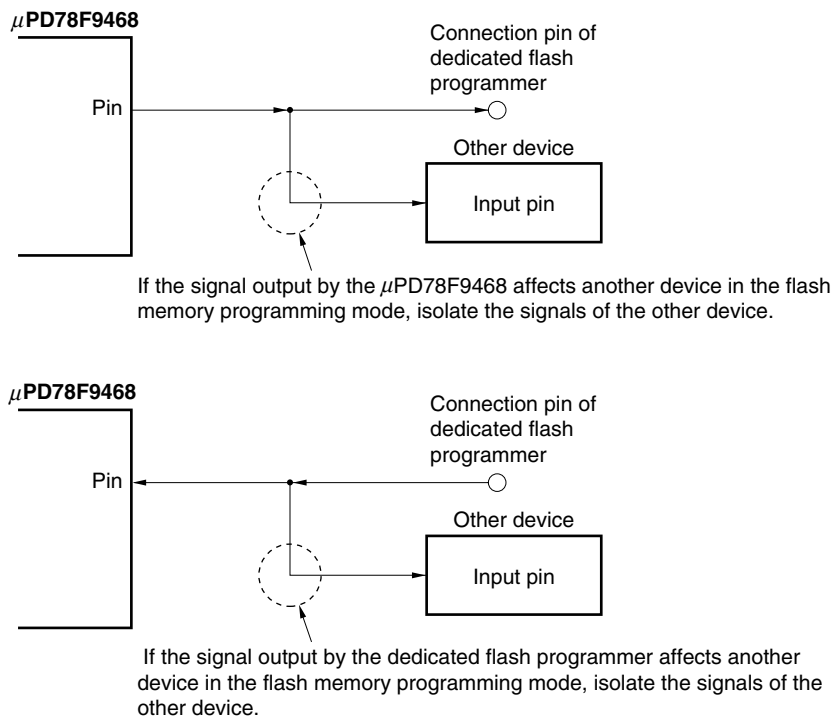 μPD78F9468
Connection pin of
dedicated flash
programmer
Pin
Other device
Input pin
If the signal output by the μPD78F9468 affects another device in the flash
memory programming mode, isolate the signals of the other device.
μPD78F9468
Connection pin of
dedicated flash
programmer
Pin
Other device
Input pin
If the signal output by the dedicated flash programmer affects another
device in the flash memory programming mode, isolate the signals of the
other device.